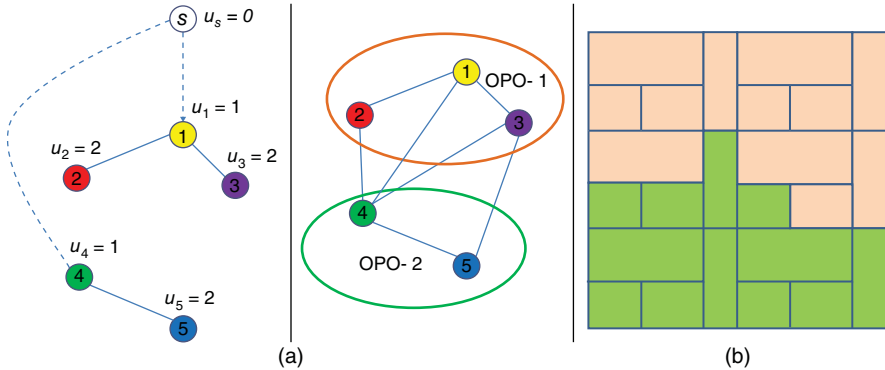 s u_s = 0
u_1 = 1
1
u_2 = 2
2
u_3 = 2
3
u_4 = 1
4
u_5 = 2
5
1
OPO- 1
2
3
4
OPO- 2
5
(a)
(b)